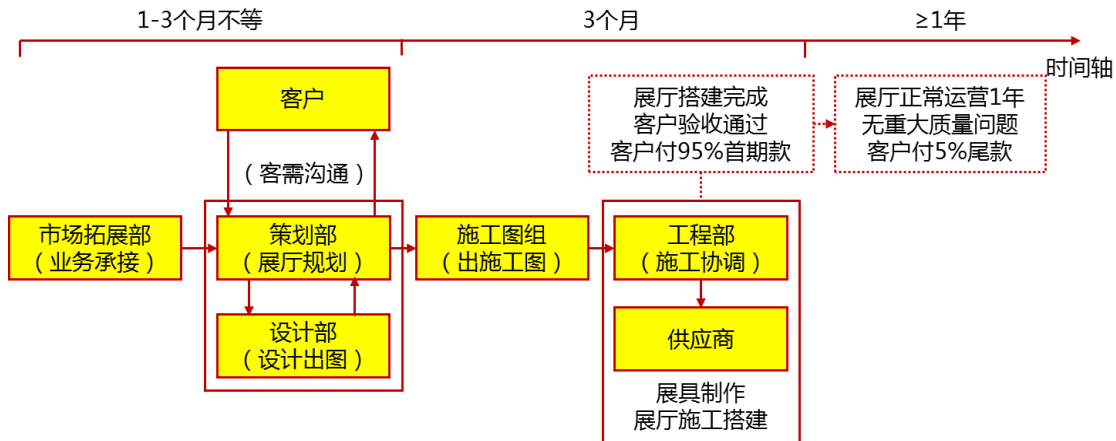 1-3个月不等
3个月
≥1年
时间轴
客户
展厅搭建完成
客户验收通过
客户付95%首期款
展厅正常运营1年
无重大质量问题
客户付5%尾款
（客需沟通）
市场拓展部
（业务承接）
策划部
（展厅规划）
施工图组
（出施工图）
工程部
（施工协调）
设计部
（设计出图）
供应商
展具制作
展厅施工搭建